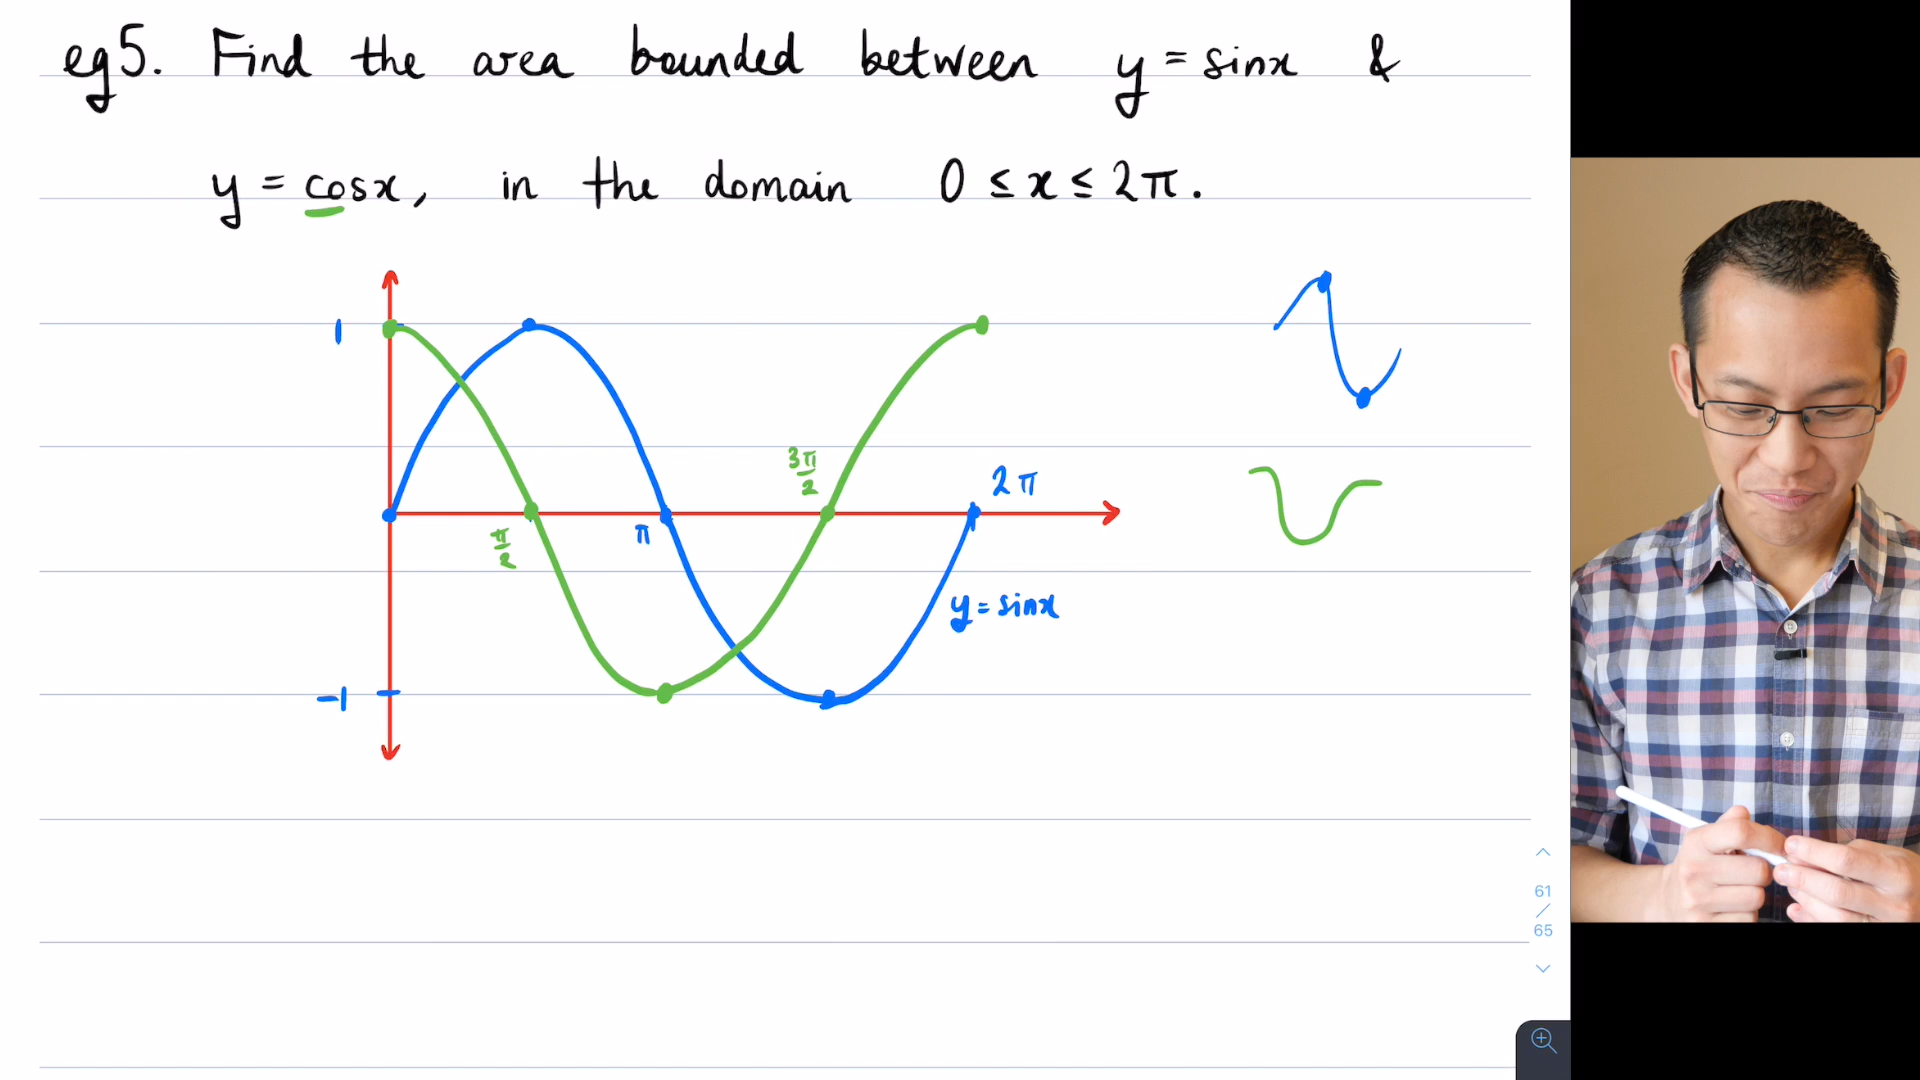 eg5. Find the area bounded between y = sinx &
y = cosx, in the domain 0 ≤ x ≤ 2π.
1
3π/2
2π
π/2
π
y = sinx
-1
61
/
65